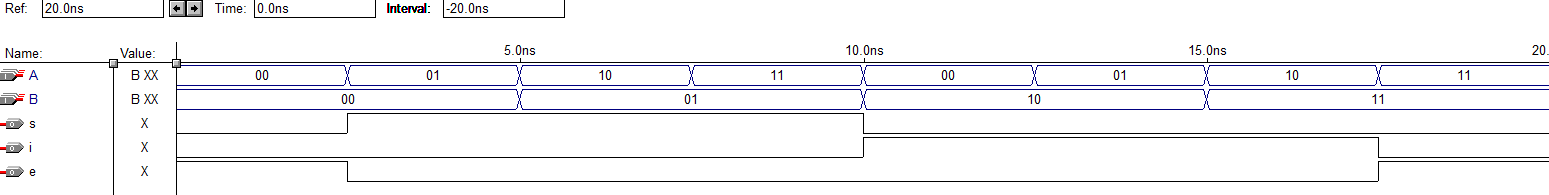 Ref: 20.0ns Time: 0.0ns Interval: -20.0ns
5.0ns 10.0ns 15.0ns 20.
Name: Value:
A B XX 00 01 10 11 00 01 10 11
B B XX 00 01 10 11
s X
i X
e X